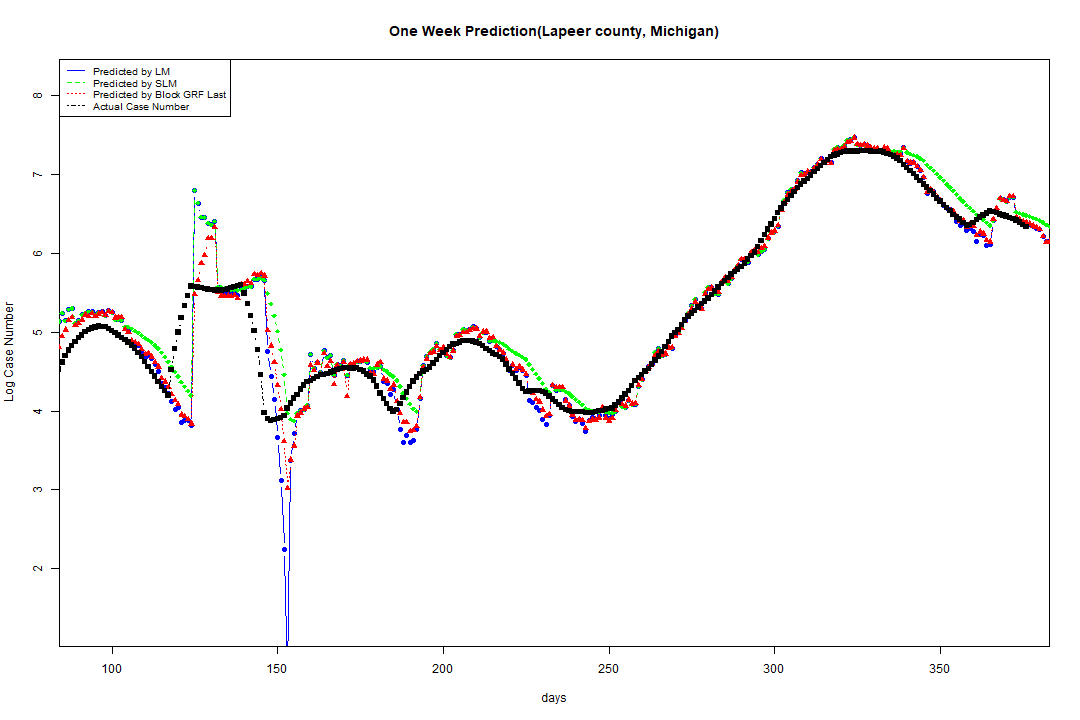 One Week Prediction(Lapeer county, Michigan)
Predicted by LM
Predicted by SLM
Predicted by Block GRF Last
Actual Case Number
8
7
6
5
4
3
2
Log Case Number
100 150 200 250 300 350
days